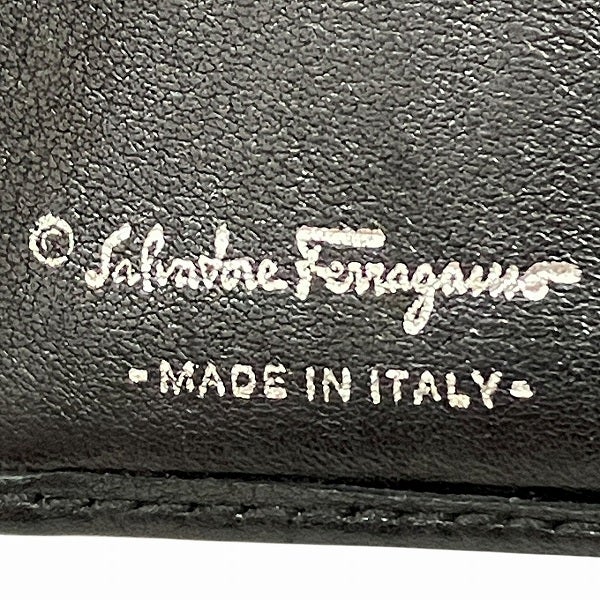 © Salvatore Ferragamo
-MADE IN ITALY-